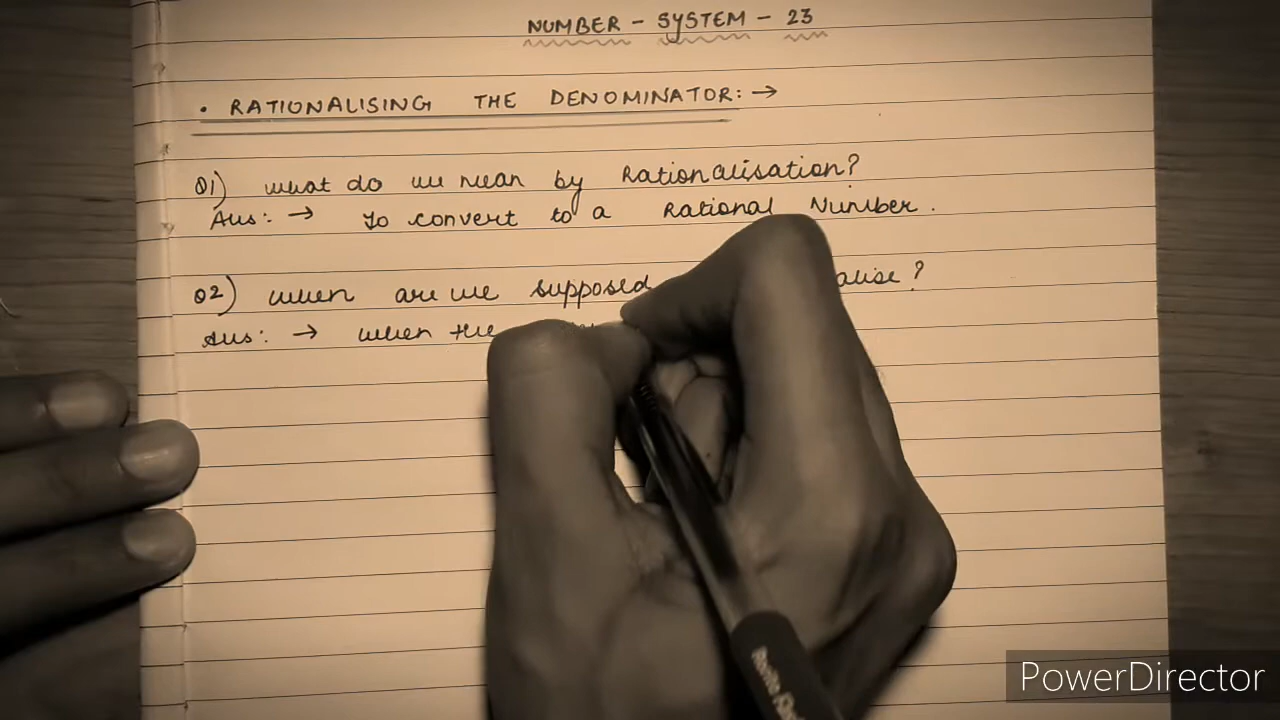 NUMBER - SYSTEM - 23
• RATIONALISING THE DENOMINATOR: →
Q1) what do we mean by Rationalisation?
Ans: → To convert to a Rational Number.
Q2) when are we supposed alise?
Ans: → when the
PowerDirector